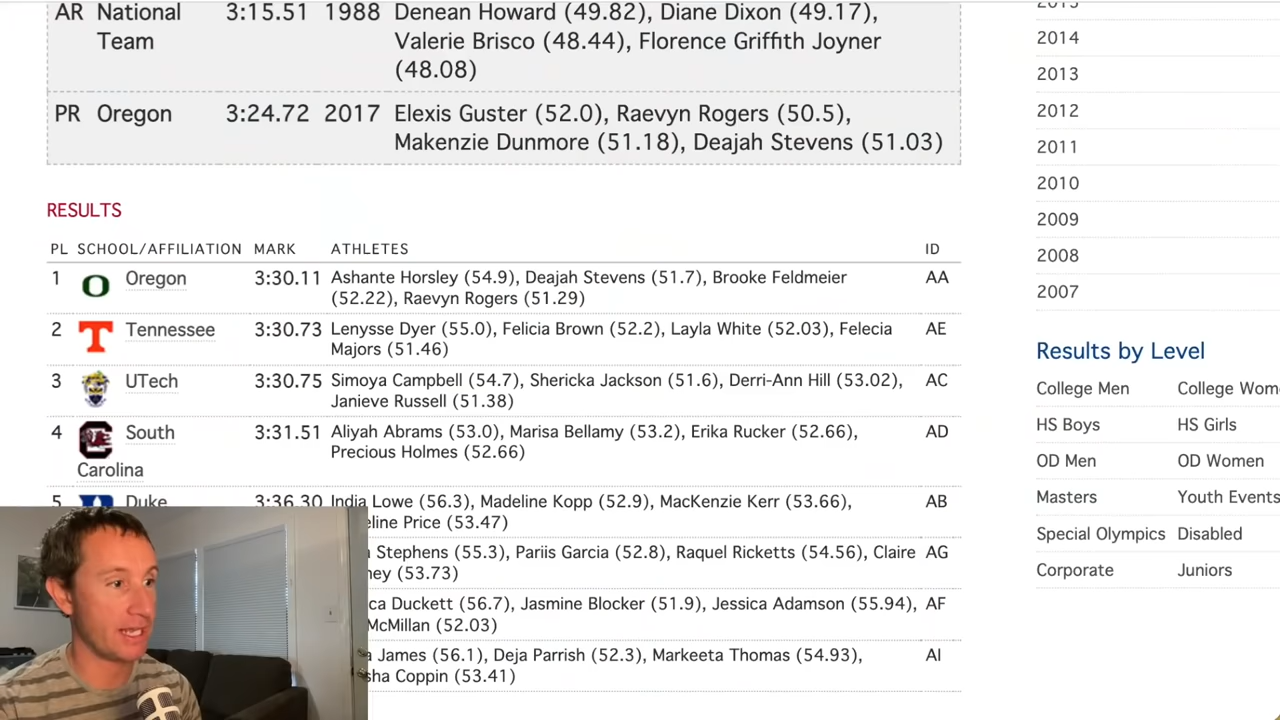 AR National Team 3:15.51 1988 Denean Howard (49.82), Diane Dixon (49.17),
Valerie Brisco (48.44), Florence Griffith Joyner
(48.08)
PR Oregon 3:24.72 2017 Elexis Guster (52.0), Raevyn Rogers (50.5),
Makenzie Dunmore (51.18), Deajah Stevens (51.03)
RESULTS
PL SCHOOL/AFFILIATION MARK ATHLETES ID
1 O Oregon 3:30.11 Ashante Horsley (54.9), Deajah Stevens (51.7), Brooke Feldmeier AA
(52.22), Raevyn Rogers (51.29)
2 T Tennessee 3:30.73 Lenysse Dyer (55.0), Felicia Brown (52.2), Layla White (52.03), Felecia AE
Majors (51.46)
3 UTech 3:30.75 Simoya Campbell (54.7), Shericka Jackson (51.6), Derri-Ann Hill (53.02), AC
Janieve Russell (51.38)
4 South 3:31.51 Aliyah Abrams (53.0), Marisa Bellamy (53.2), Erika Rucker (52.66), AD
Carolina Precious Holmes (52.66)
5 Duke 3:36.30 India Lowe (56.3), Madeline Kopp (52.9), MacKenzie Kerr (53.66), AB
Price (53.47)
Stephens (55.3), Pariis Garcia (52.8), Raquel Ricketts (54.56), Claire AG
(53.73)
Duckett (56.7), Jasmine Blocker (51.9), Jessica Adamson (55.94), AF
McMillan (52.03)
James (56.1), Deja Parrish (52.3), Markeeta Thomas (54.93), AI
Coppin (53.41)
2014
2013
2012
2011
2010
2009
2008
2007
Results by Level
College Men College Wom
HS Boys HS Girls
OD Men OD Women
Masters Youth Events
Special Olympics Disabled
Corporate Juniors